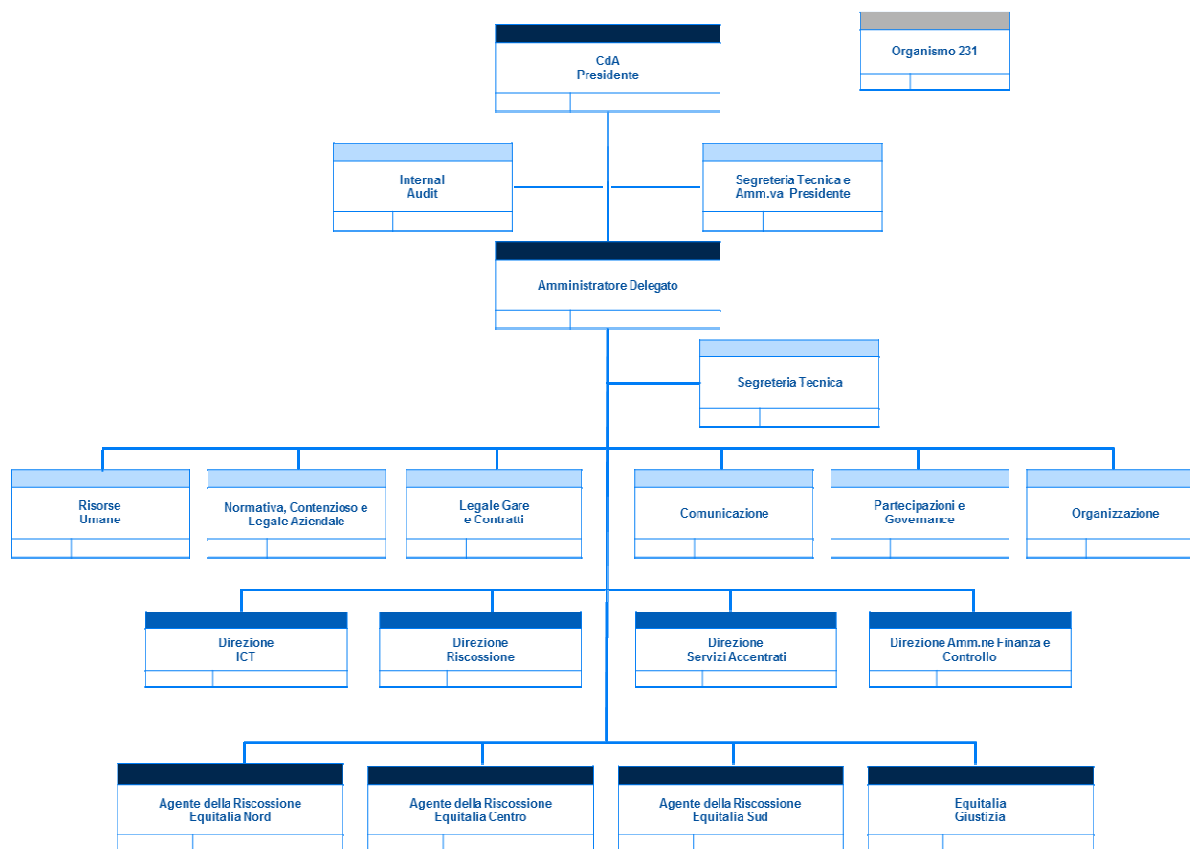 CdA
Presidente
Organismo 231
Internal
Audit
Segreteria Tecnica e
Amm.va Presidente
Amministratore Delegato
Segreteria Tecnica
Risorse
Umane
Normativa, Contenzioso e
Legale Aziendale
Legale Gare
e Contratti
Comunicazione
Partecipazioni e
Governance
Organizzazione
Direzione
ICT
Direzione
Riscossione
Direzione
Servizi Accentrati
Direzione Amm.ne Finanza e
Controllo
Agente della Riscossione
Equitalia Nord
Agente della Riscossione
Equitalia Centro
Agente della Riscossione
Equitalia Sud
Equitalia
Giustizia